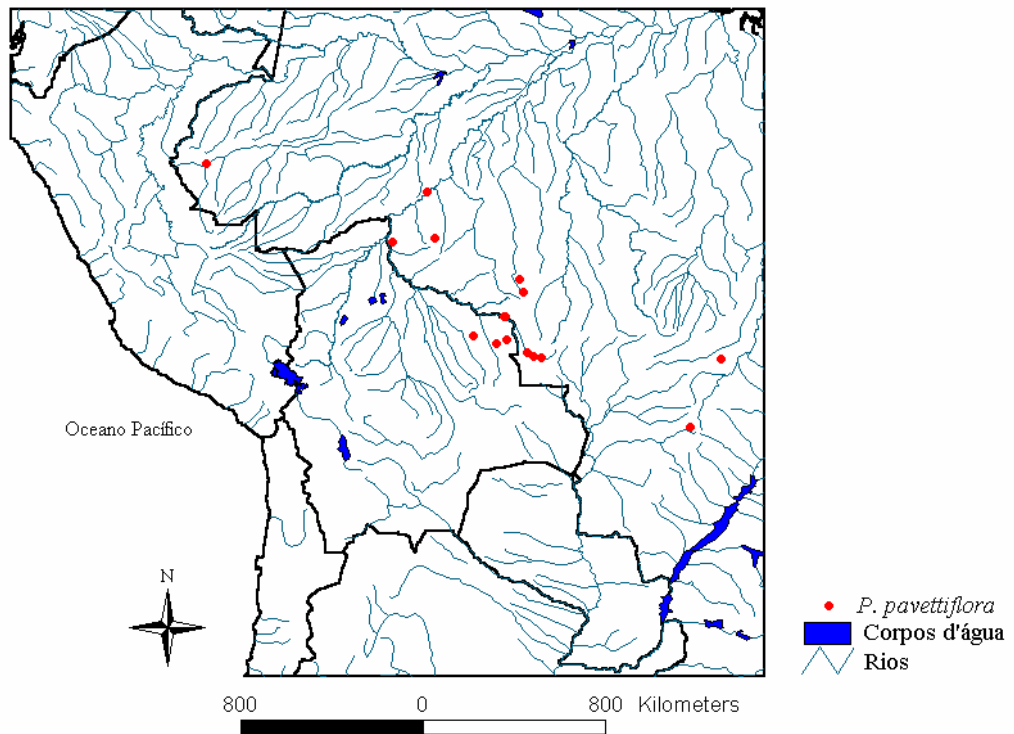 Oceano Pacífico
N
P. pavettiflora
Corpos d'água
Rios
800 0 800 Kilometers